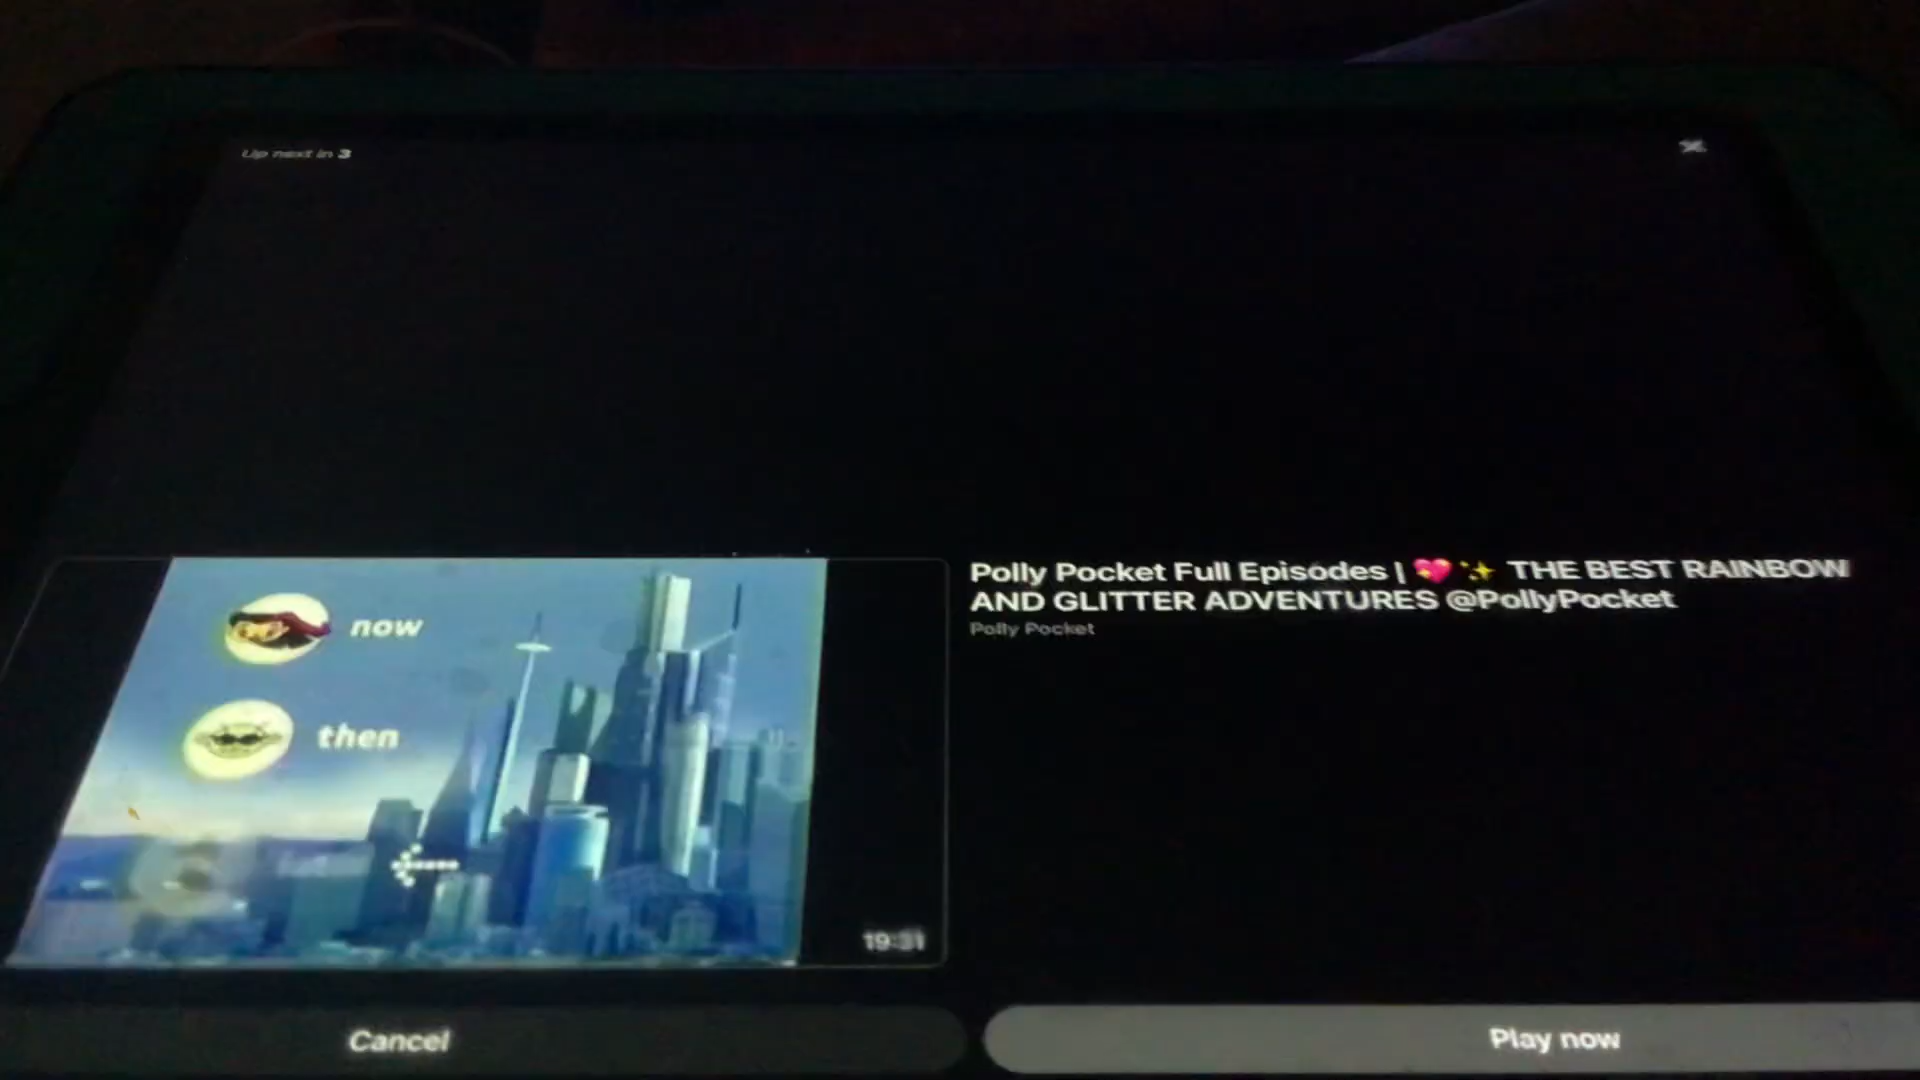 Up next in 3
Polly Pocket Full Episodes | 💖✨ THE BEST RAINBOW
AND GLITTER ADVENTURES @PollyPocket
Polly Pocket
now
then
19:31
Cancel
Play now